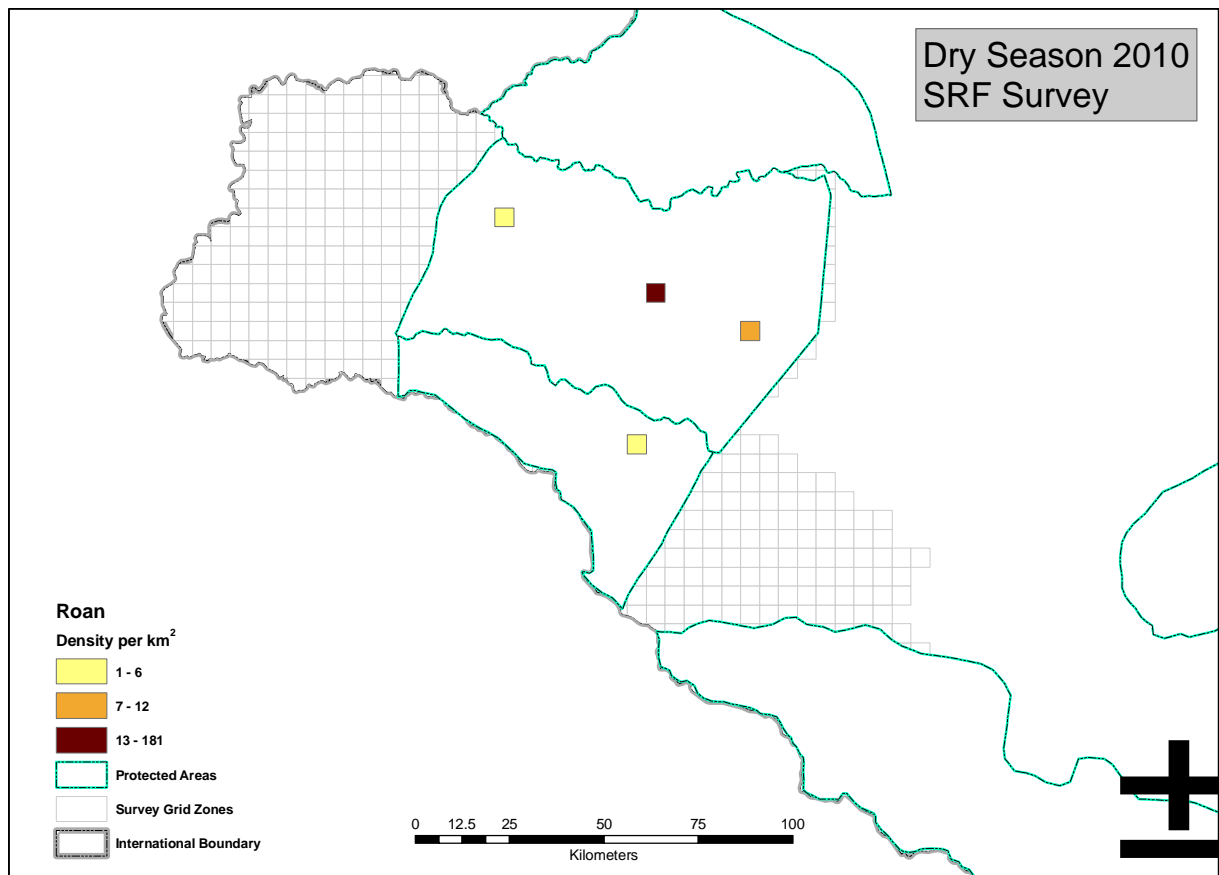 Dry Season 2010
SRF Survey
Roan
Density per km²
1 - 6
7 - 12
13 - 181
Protected Areas
Survey Grid Zones
International Boundary
0 12.5 25 50 75 100
Kilometers